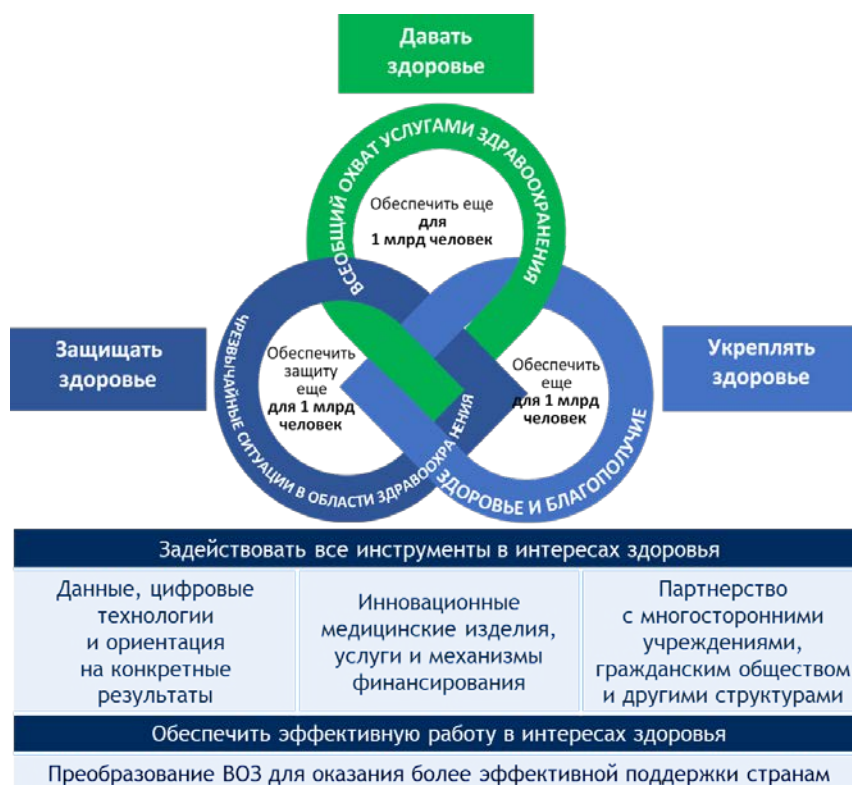 Давать
здоровье
ВСЕОБЩИЙ ОХВАТ УСЛУГАМИ ЗДРАВООХРАНЕНИЯ
Обеспечить еще
для
1 млрд человек
Защищать
здоровье
ЧРЕЗВЫЧАЙНЫЕ СИТУАЦИИ В ОБЛАСТИ ЗДРАВООХРАНЕНИЯ
Обеспечить
защиту
еще
для 1 млрд
человек
Укреплять
здоровье
Обеспечить
еще
для 1 млрд
человек
ЗДОРОВЬЕ И БЛАГОПОЛУЧИЕ
Задействовать все инструменты в интересах здоровья
Данные, цифровые
технологии
и ориентация
на конкретные
результаты
Инновационные
медицинские изделия,
услуги и механизмы
финансирования
Партнерство
с многосторонними
учреждениями,
гражданским обществом
и другими структурами
Обеспечить эффективную работу в интересах здоровья
Преобразование ВОЗ для оказания более эффективной поддержки странам